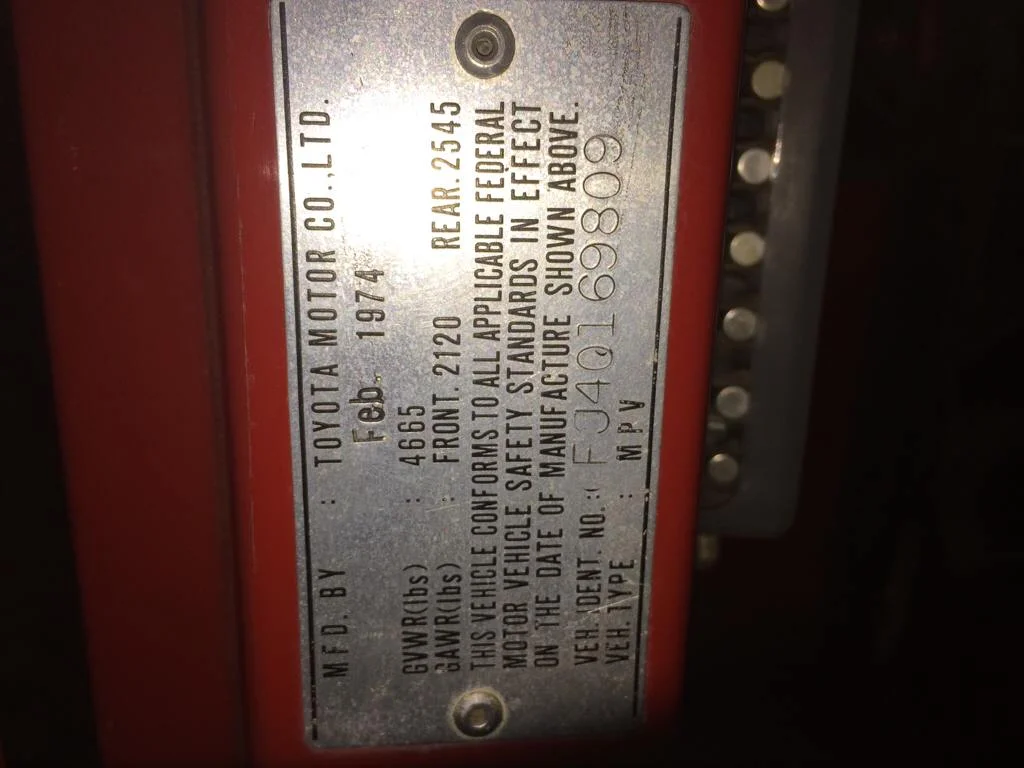 MFD. BY : TOYOTA MOTOR CO.,LTD.
Feb. 1974
GVWR(lbs) : 4665
GAWR(lbs) : FRONT. 2120 REAR. 2545
THIS VEHICLE CONFORMS TO ALL APPLICABLE FEDERAL
MOTOR VEHICLE SAFETY STANDARDS IN EFFECT
ON THE DATE OF MANUFACTURE SHOWN ABOVE.
VEH. IDENT. NO.: FJ40169809
VEH. TYPE : MPV